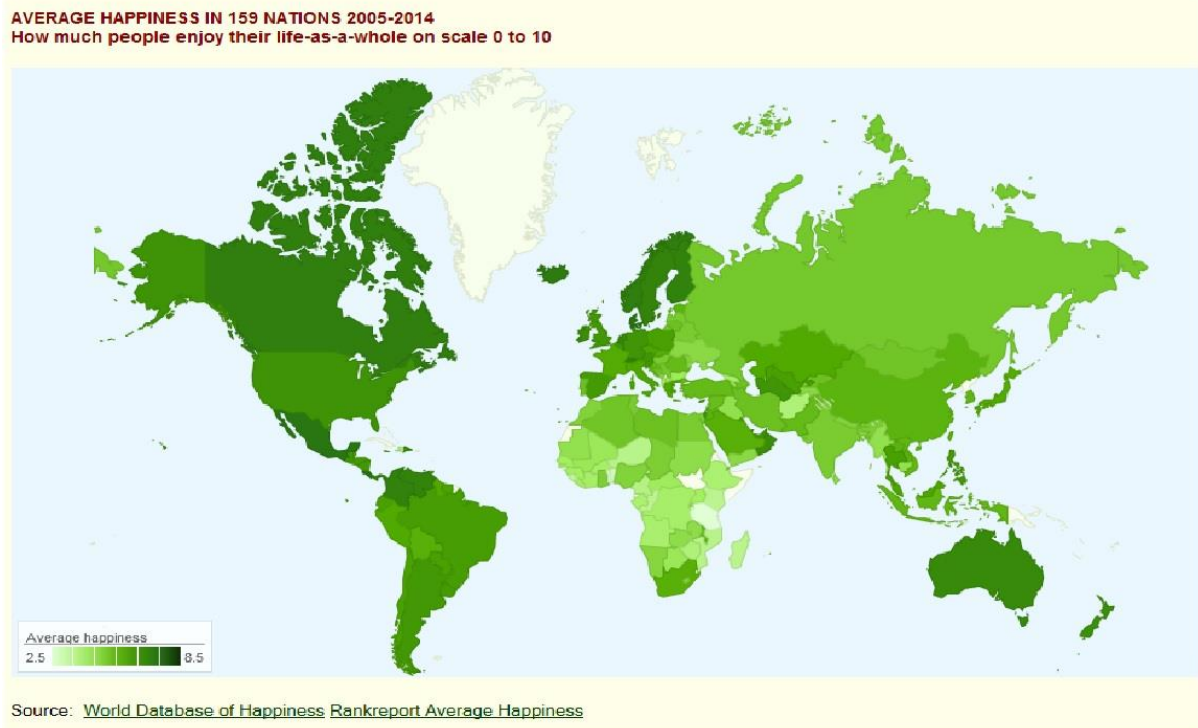 AVERAGE HAPPINESS IN 159 NATIONS 2005-2014
How much people enjoy their life-as-a-whole on scale 0 to 10
Average happiness
2.5 8.5
Source: World Database of Happiness Rankreport Average Happiness